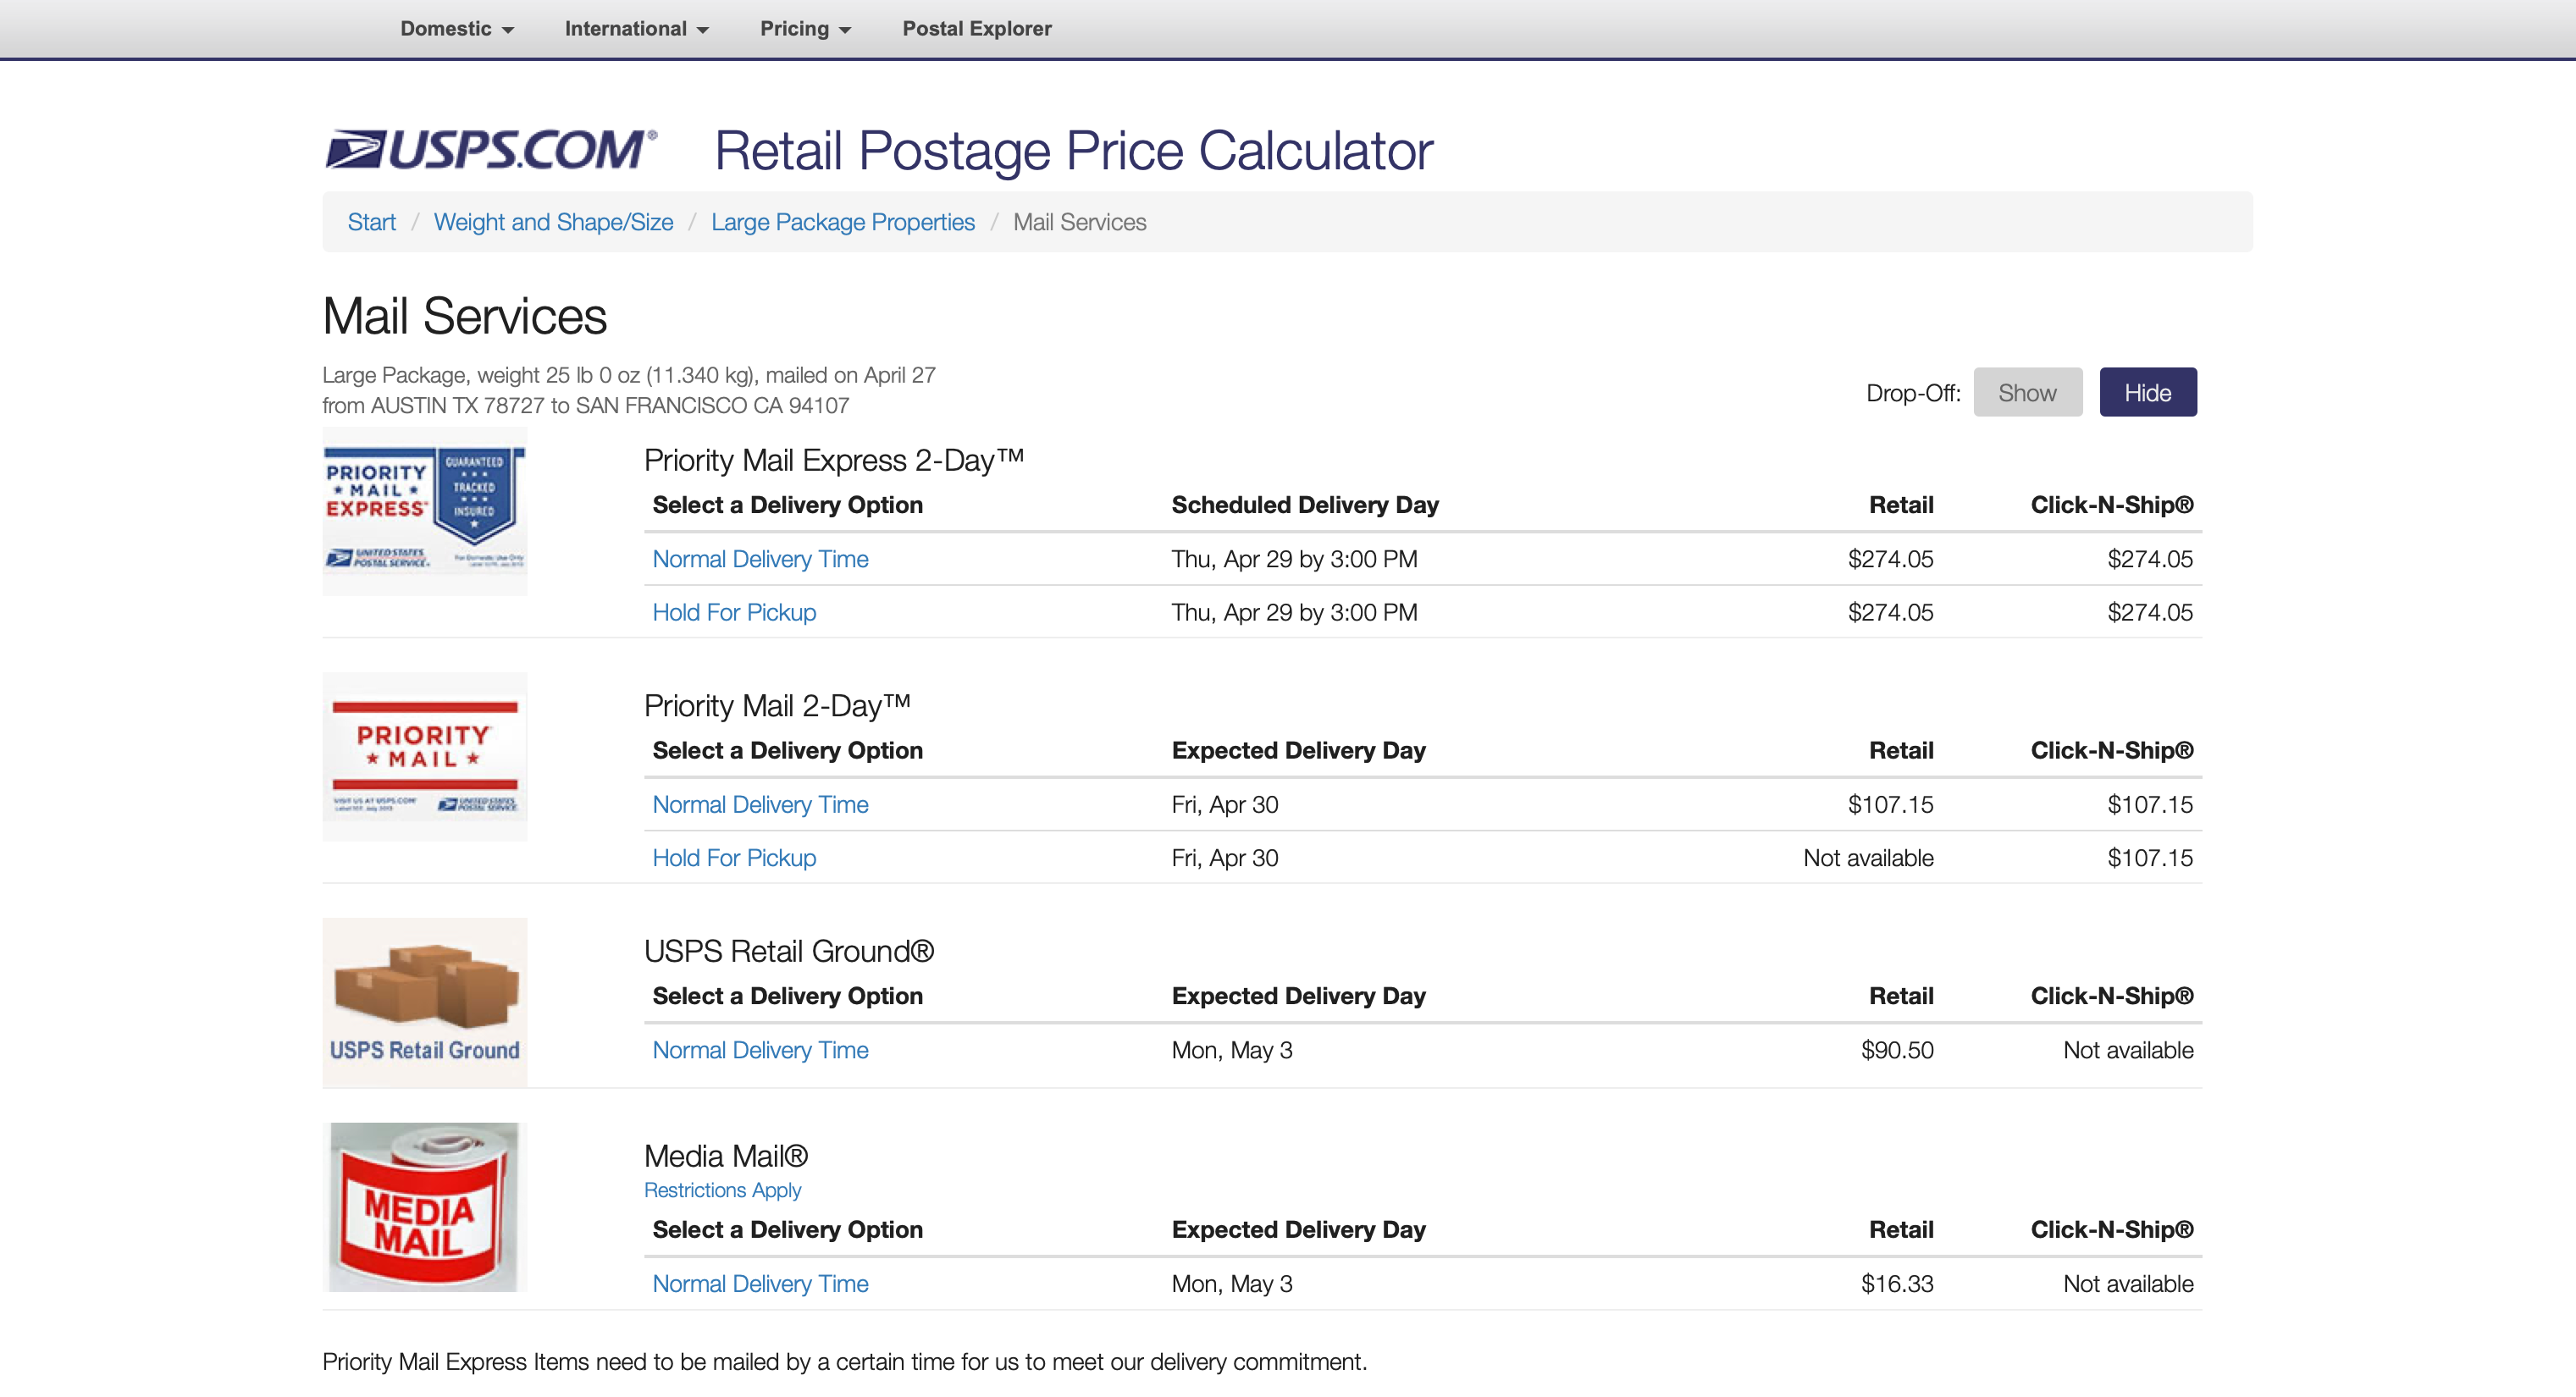 Domestic International Pricing Postal Explorer
USPS.COM® Retail Postage Price Calculator
Start / Weight and Shape/Size / Large Package Properties / Mail Services
Mail Services
Large Package, weight 25 lb 0 oz (11.340 kg), mailed on April 27
from AUSTIN TX 78727 to SAN FRANCISCO CA 94107
Drop-Off: Show Hide
PRIORITY
★ MAIL ★
EXPRESS™
GUARANTEED
TRACKED
INSURED
UNITED STATES
POSTAL SERVICE®
For Domestic Use Only
Priority Mail Express 2-Day™
Select a Delivery Option Scheduled Delivery Day Retail Click-N-Ship®
Normal Delivery Time Thu, Apr 29 by 3:00 PM $274.05 $274.05
Hold For Pickup Thu, Apr 29 by 3:00 PM $274.05 $274.05
PRIORITY
★ MAIL ★
VISIT US AT USPS.COM®
UNITED STATES
POSTAL SERVICE
Priority Mail 2-Day™
Select a Delivery Option Expected Delivery Day Retail Click-N-Ship®
Normal Delivery Time Fri, Apr 30 $107.15 $107.15
Hold For Pickup Fri, Apr 30 Not available $107.15
USPS Retail Ground
USPS Retail Ground®
Select a Delivery Option Expected Delivery Day Retail Click-N-Ship®
Normal Delivery Time Mon, May 3 $90.50 Not available
MEDIA
MAIL
Media Mail®
Restrictions Apply
Select a Delivery Option Expected Delivery Day Retail Click-N-Ship®
Normal Delivery Time Mon, May 3 $16.33 Not available
Priority Mail Express Items need to be mailed by a certain time for us to meet our delivery commitment.